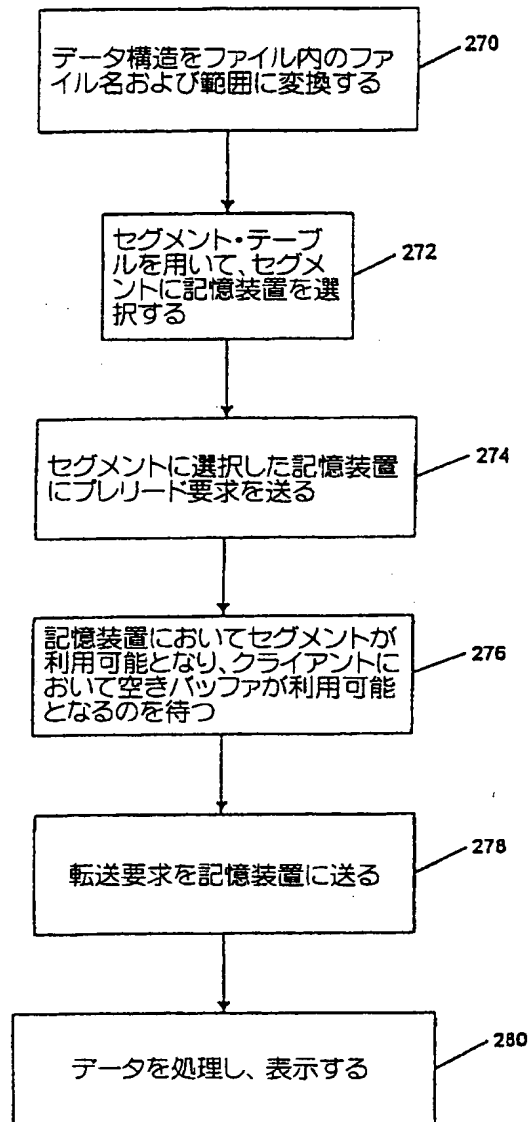 データ構造をファイル内のファ
イル名および範囲に変換する
270
セグメント・テーブ
ルを用いて、セグメ
ントに記憶装置を選
択する
272
セグメントに選択した記憶装置
にプレリード要求を送る
274
記憶装置においてセグメントが
利用可能となり、クライアントに
おいて空きバッファが利用可能
となるのを待つ
276
転送要求を記憶装置に送る
278
データを処理し、表示する
280